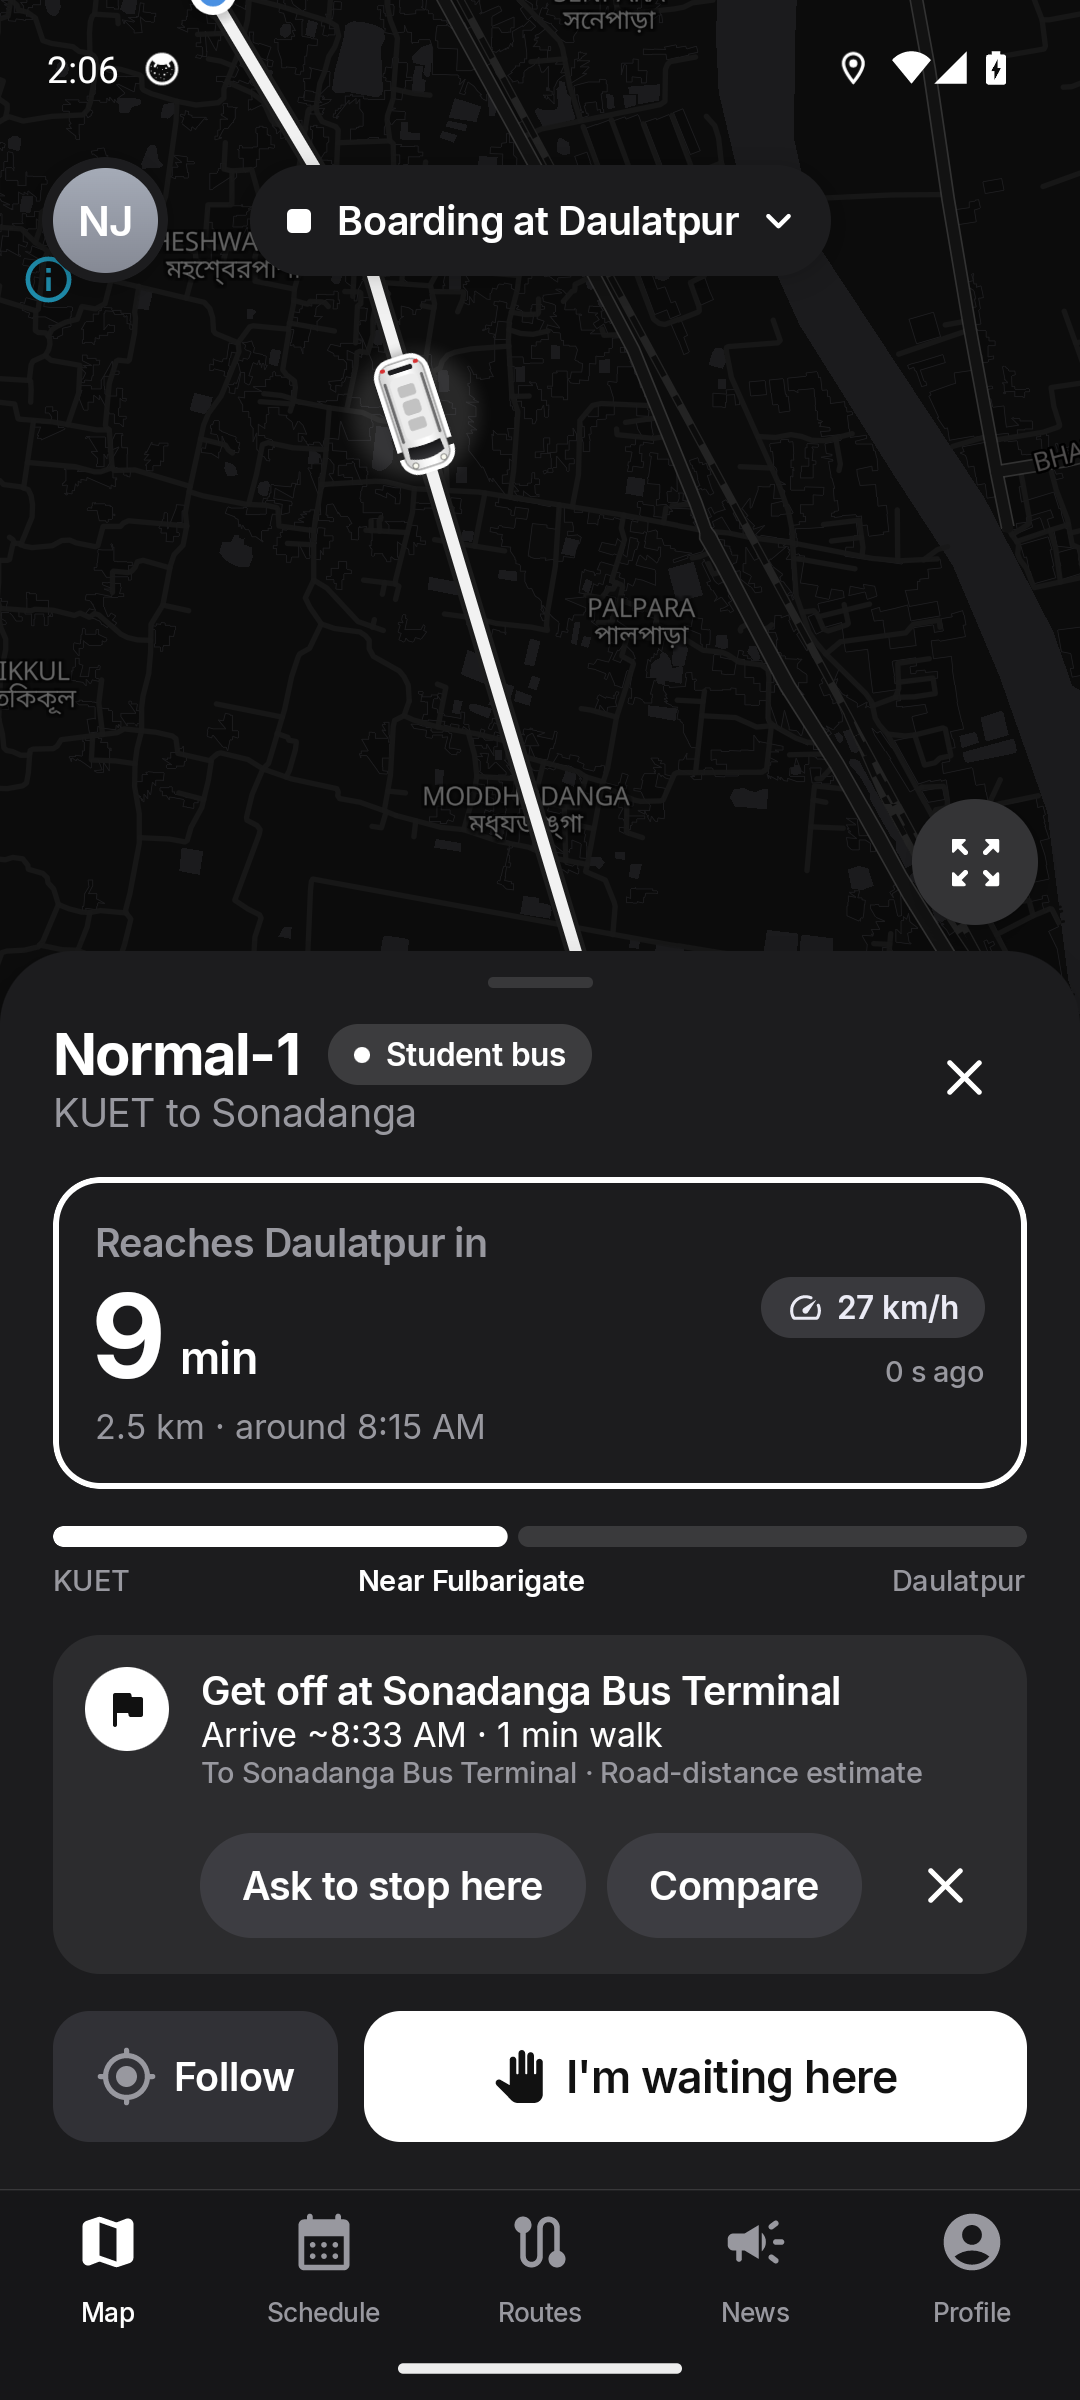 সনেপাড়া
2:06
NJ
Boarding at Daulatpur
BHA
PALPARA
পালপাড়া
IKKUL
MODDH DANGA
Normal-1
Student bus
KUET to Sonadanga
Reaches Daulatpur in
9 min
27 km/h
0 s ago
2.5 km · around 8:15 AM
KUET
Near Fulbarigate
Daulatpur
Get off at Sonadanga Bus Terminal
Arrive ~8:33 AM · 1 min walk
To Sonadanga Bus Terminal · Road-distance estimate
Ask to stop here
Compare
Follow
I'm waiting here
Map
Schedule
Routes
News
Profile